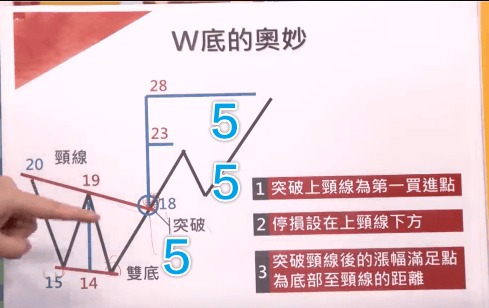 W底的奧妙
28
5
23
20
頸線
19
5
18
突破
5
15
14
雙底
1 突破上頸線為第一買進點
2 停損設在上頸線下方
3 突破頸線後的漲幅滿足點
為底部至頸線的距離